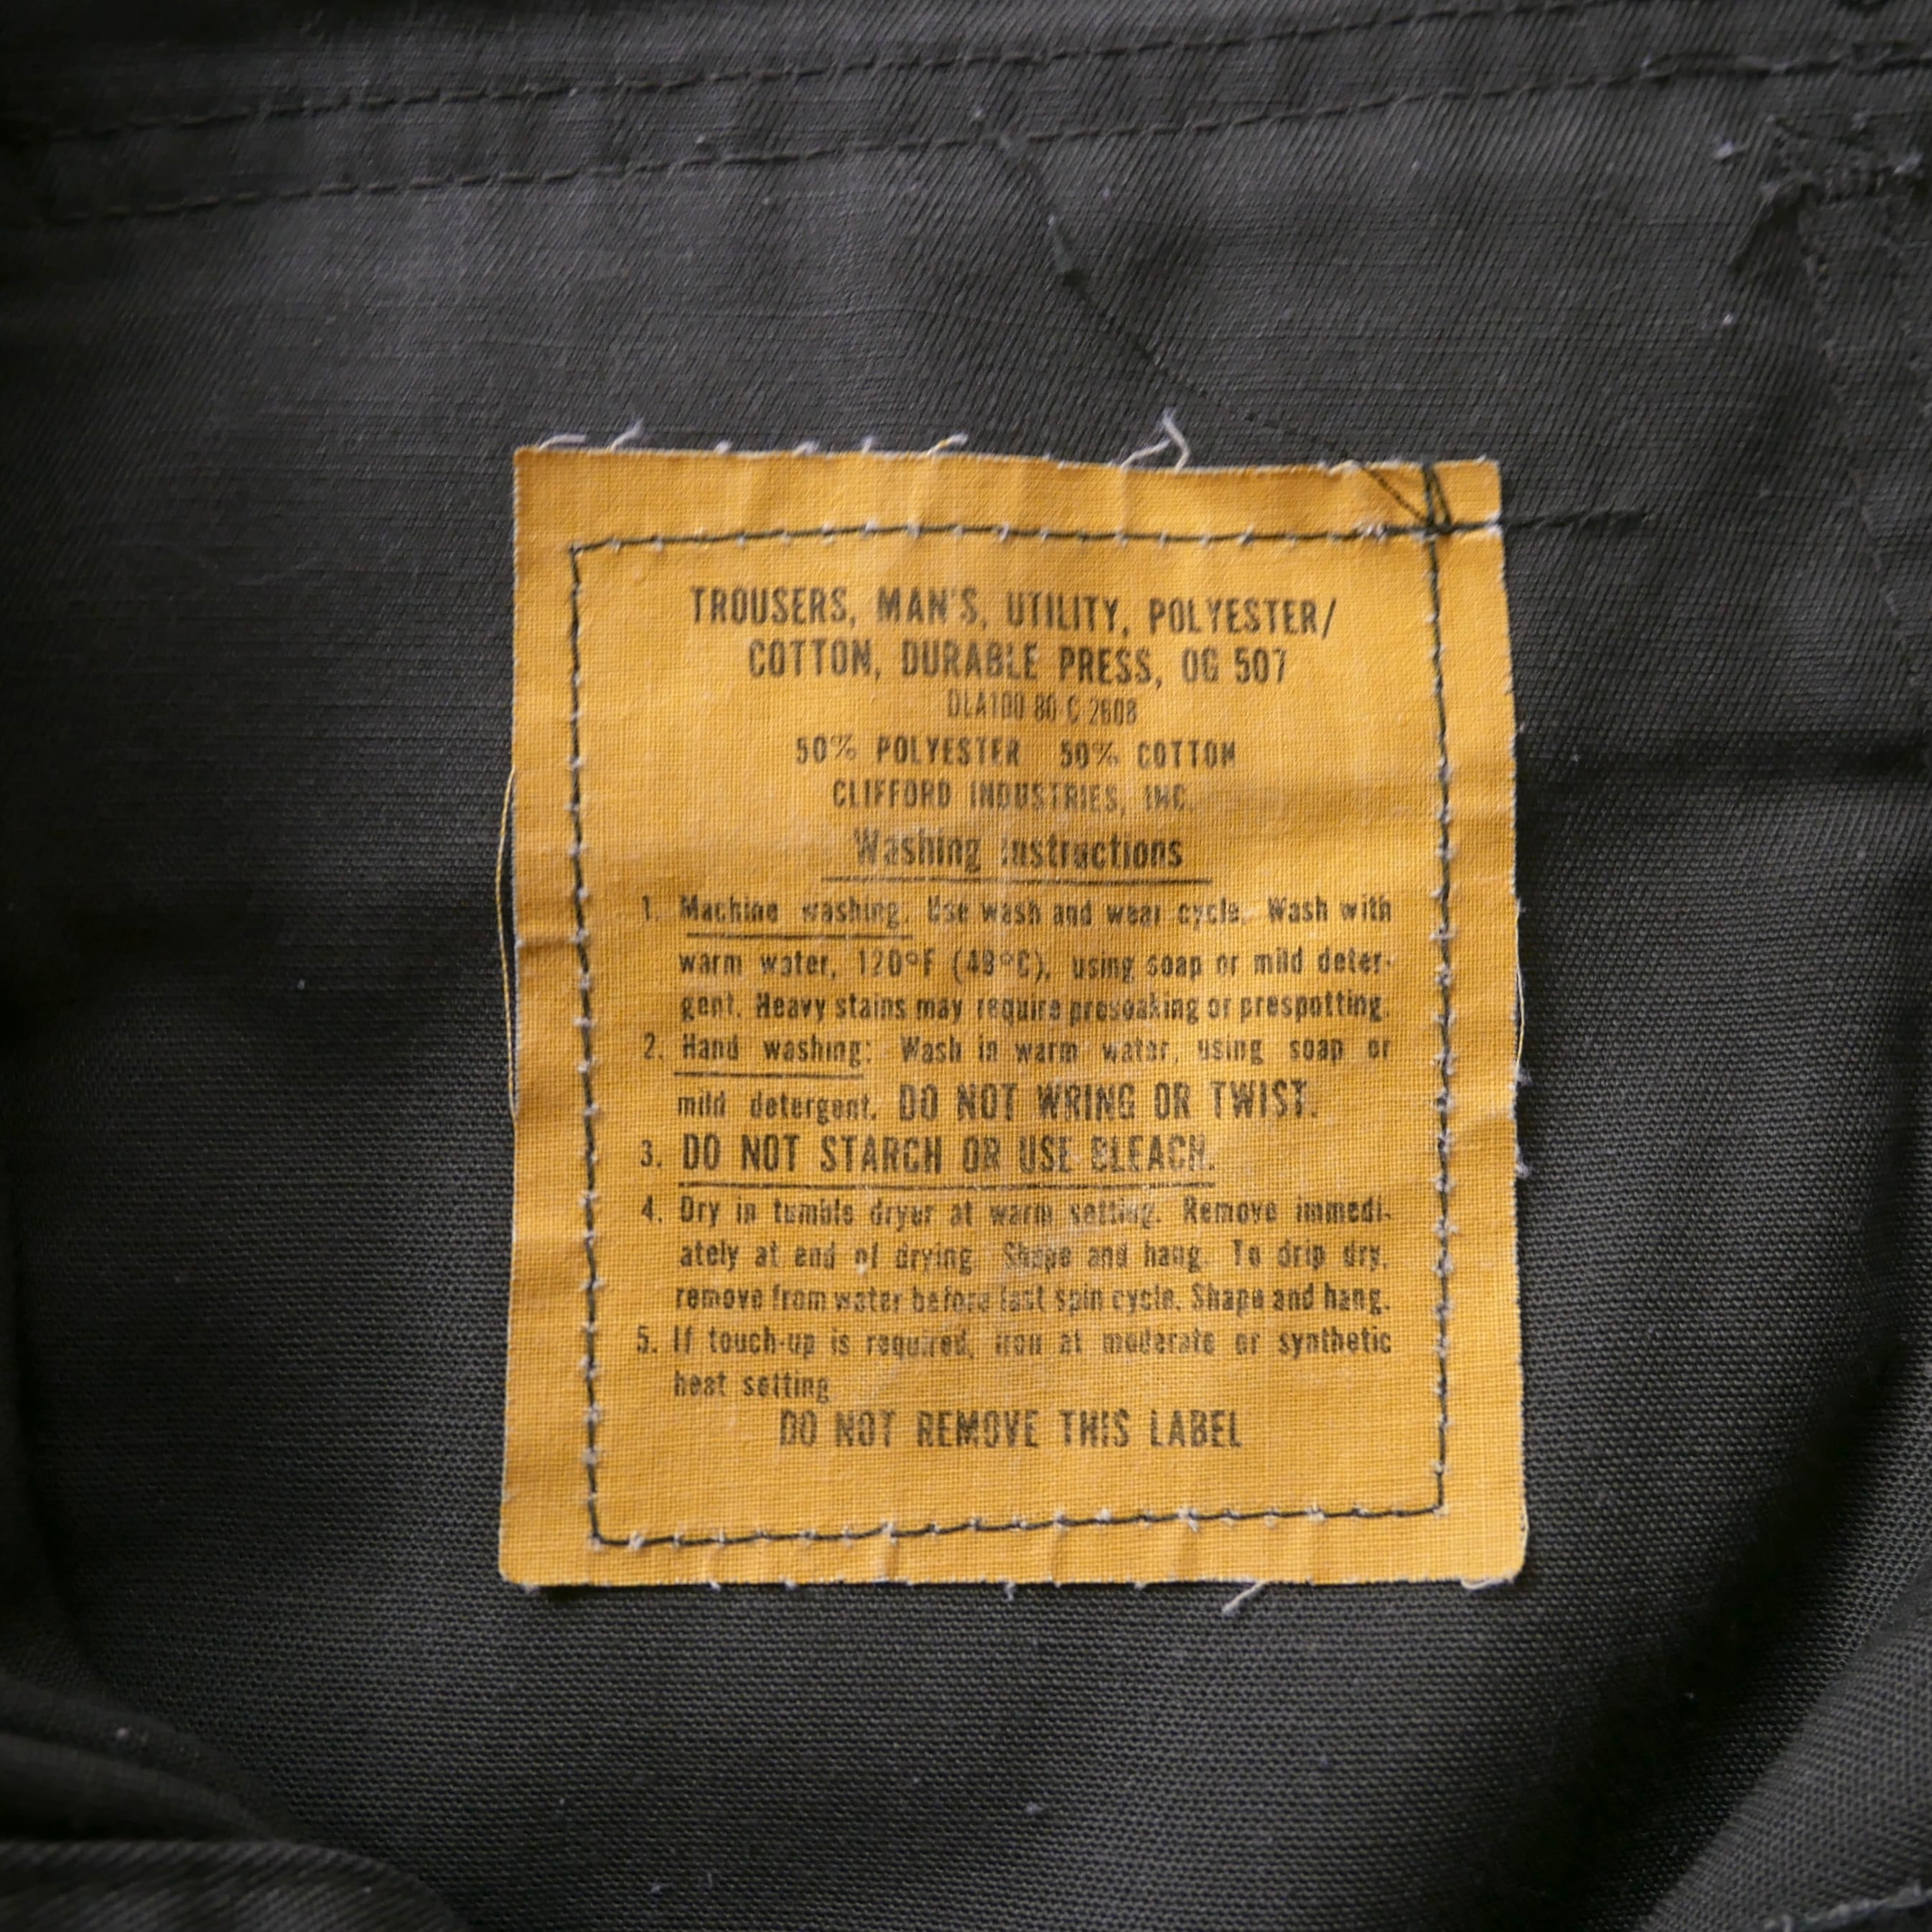 TROUSERS, MAN'S, UTILITY, POLYESTER/
COTTON, DURABLE PRESS, OG 507
DLA100 80 C 2608
50% POLYESTER 50% COTTON
CLIFFORD INDUSTRIES, INC.
Washing Instructions
1. Machine washing: Use wash and wear cycle. Wash with
warm water, 120°F (49°C), using soap or mild deter-
gent. Heavy stains may require presoaking or prespotting.
2. Hand washing: Wash in warm water, using soap or
mild detergent. DO NOT WRING OR TWIST.
3. DO NOT STARCH OR USE BLEACH.
4. Dry in tumble dryer at warm setting. Remove immedi-
ately at end of drying. Shape and hang. To drip dry,
remove from water before last spin cycle. Shape and hang.
5. If touch-up is required, iron at moderate or synthetic
heat setting
DO NOT REMOVE THIS LABEL